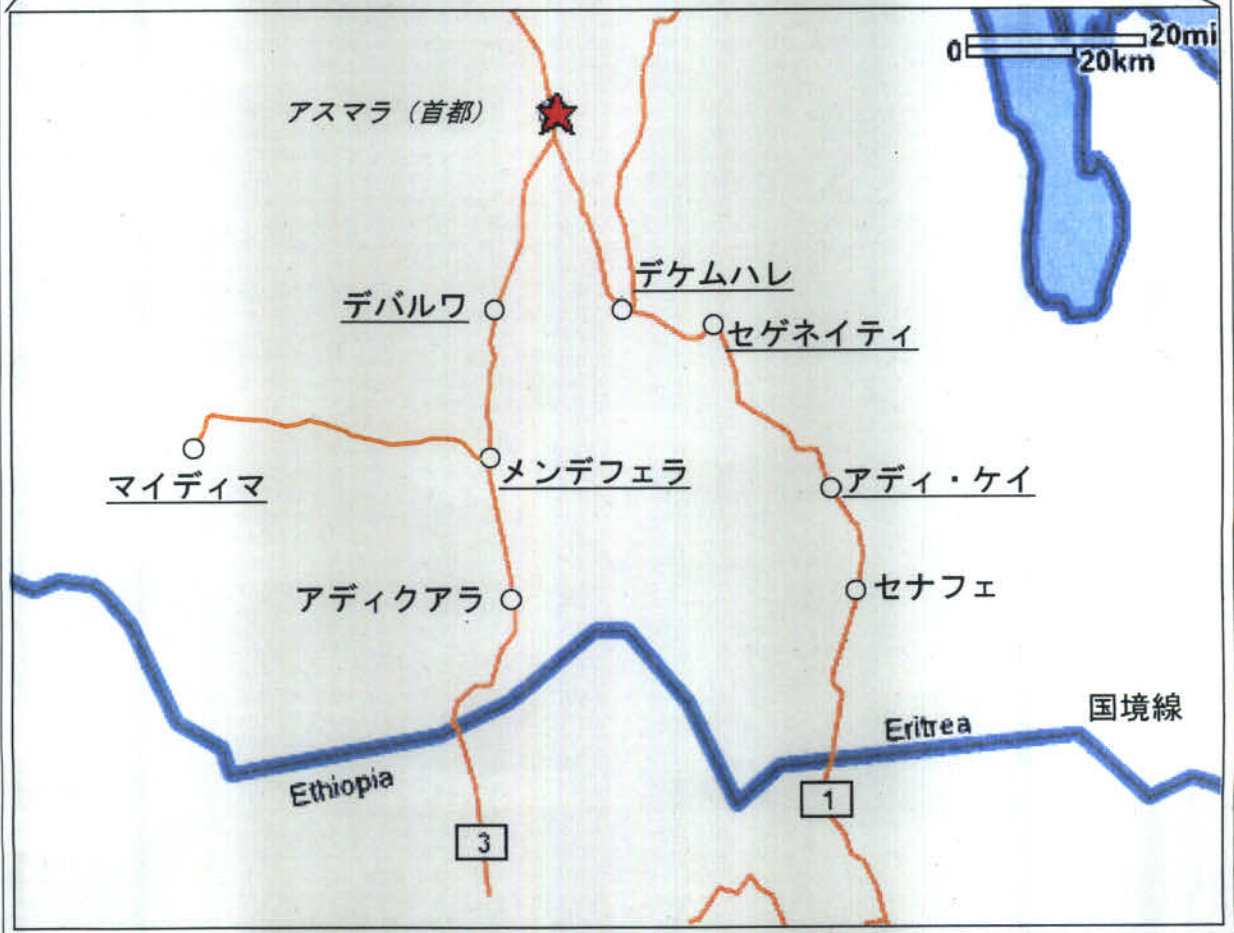 0 20mi
20km
アスマラ（首都）
デケムハレ
デバルワ
セゲネイティ
マイディマ
メンデフェラ
アディ・ケイ
アディクアラ
セナフェ
国境線
Eritrea
Ethiopia
1
3